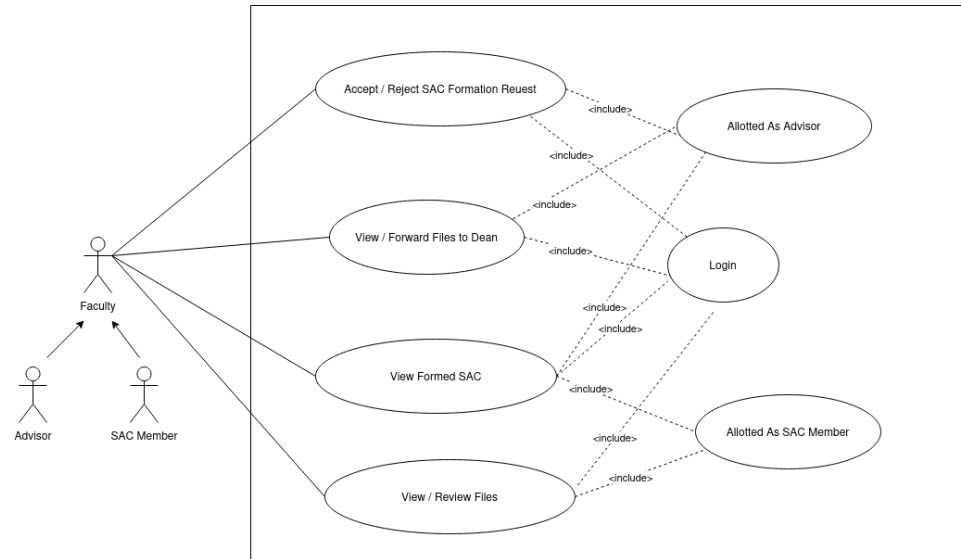 Accept / Reject SAC Formation Reuest
<include>
Allotted As Advisor
<include>
<include>
View / Forward Files to Dean
<include>
Login
Faculty
<include>
<include>
View Formed SAC
<include>
Advisor
SAC Member
Allotted As SAC Member
<include>
<include>
View / Review Files